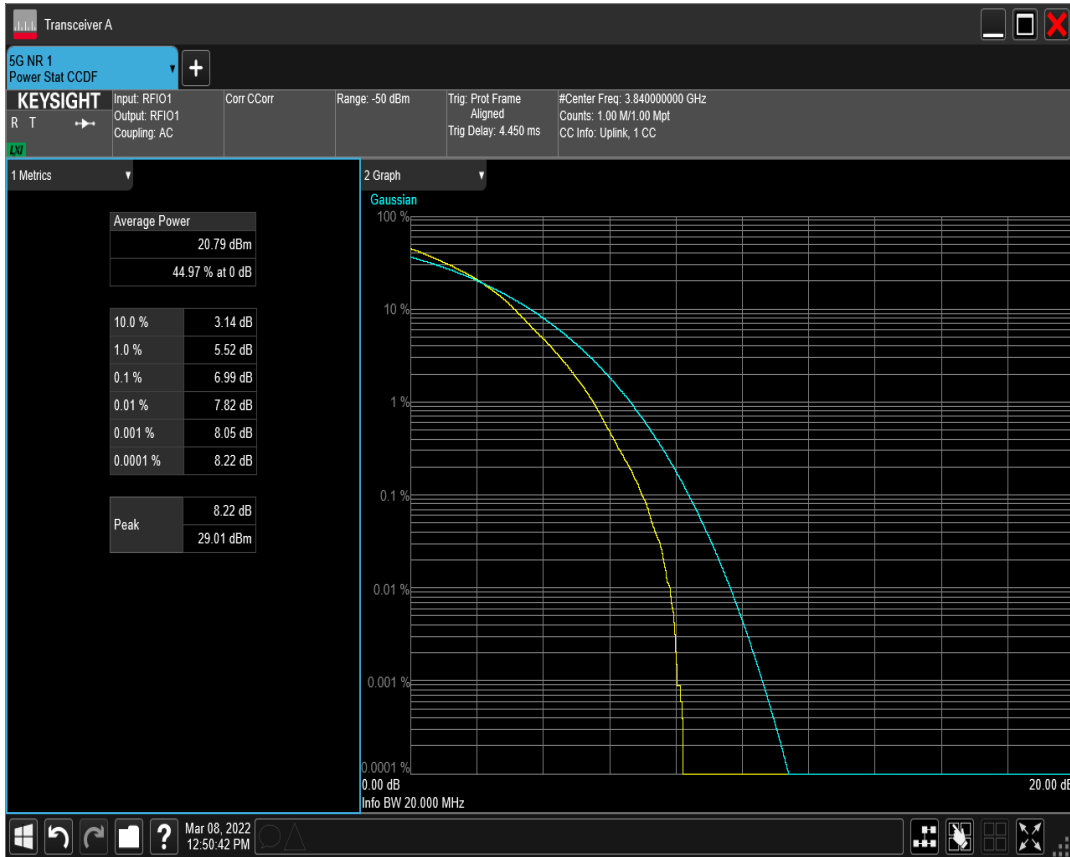 Transceiver A
5G NR 1
Power Stat CCDF
KEYSIGHT
R T
LXI
Input: RFIO1
Output: RFIO1
Coupling: AC
Corr CCorr
Range: -50 dBm
Trig: Prot Frame
Aligned
Trig Delay: 4.450 ms
#Center Freq: 3.840000000 GHz
Counts: 1.00 M/1.00 Mpt
CC Info: Uplink, 1 CC
1 Metrics
Average Power
20.79 dBm
44.97 % at 0 dB
10.0 % 3.14 dB
1.0 % 5.52 dB
0.1 % 6.99 dB
0.01 % 7.82 dB
0.001 % 8.05 dB
0.0001 % 8.22 dB
Peak
8.22 dB
29.01 dBm
2 Graph
Gaussian
100 %
10 %
1 %
0.1 %
0.01 %
0.001 %
0.0001 %
0.00 dB 20.00 dB
Info BW 20.000 MHz
?
Mar 08, 2022
12:50:42 PM